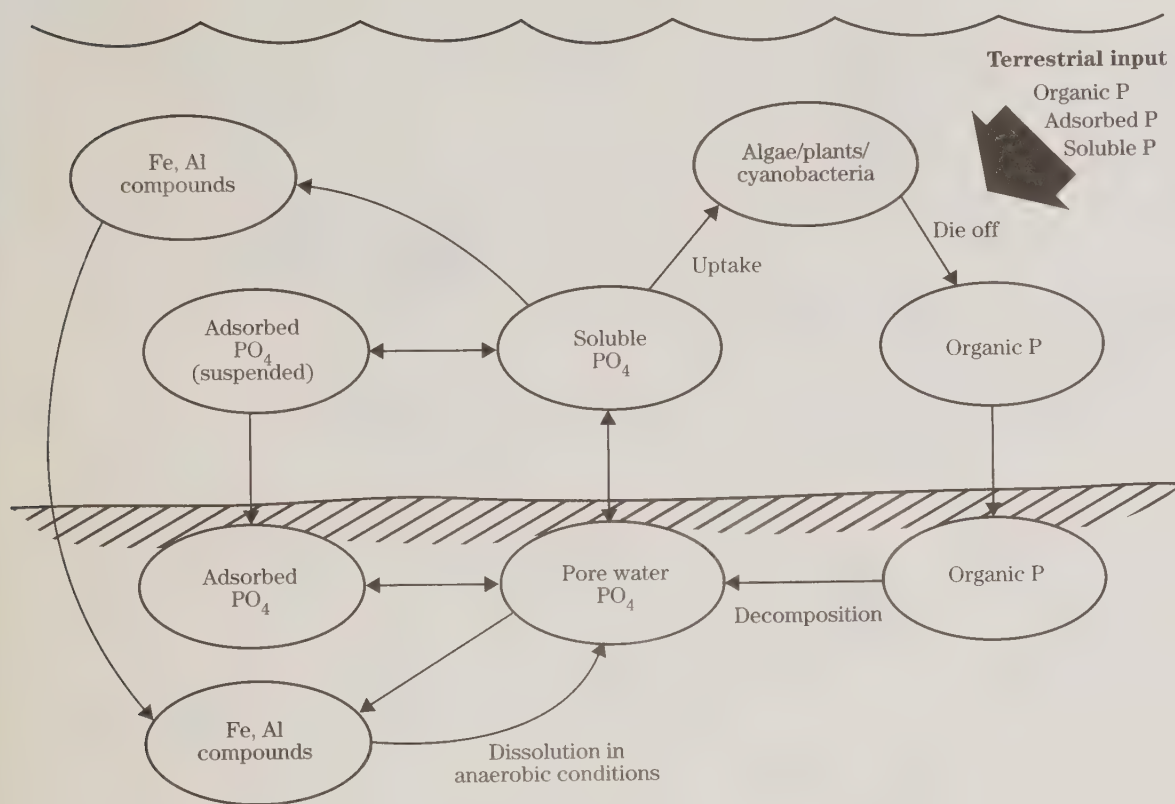 Terrestrial input
Organic P
Adsorbed P
Soluble P
Fe, Al
compounds
Algae/plants/
cyanobacteria
Die off
Uptake
Adsorbed
PO₄
(suspended)
Soluble
PO₄
Organic P
Adsorbed
PO₄
Pore water
PO₄
Organic P
Decomposition
Fe, Al
compounds
Dissolution in
anaerobic conditions